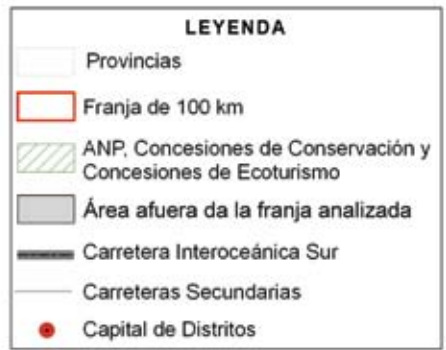 LEYENDA
Provincias
Franja de 100 km
ANP, Concesiones de Conservación y
Concesiones de Ecoturismo
Área afuera da la franja analizada
Carretera Interoceánica Sur
Carreteras Secundarias
Capital de Distritos